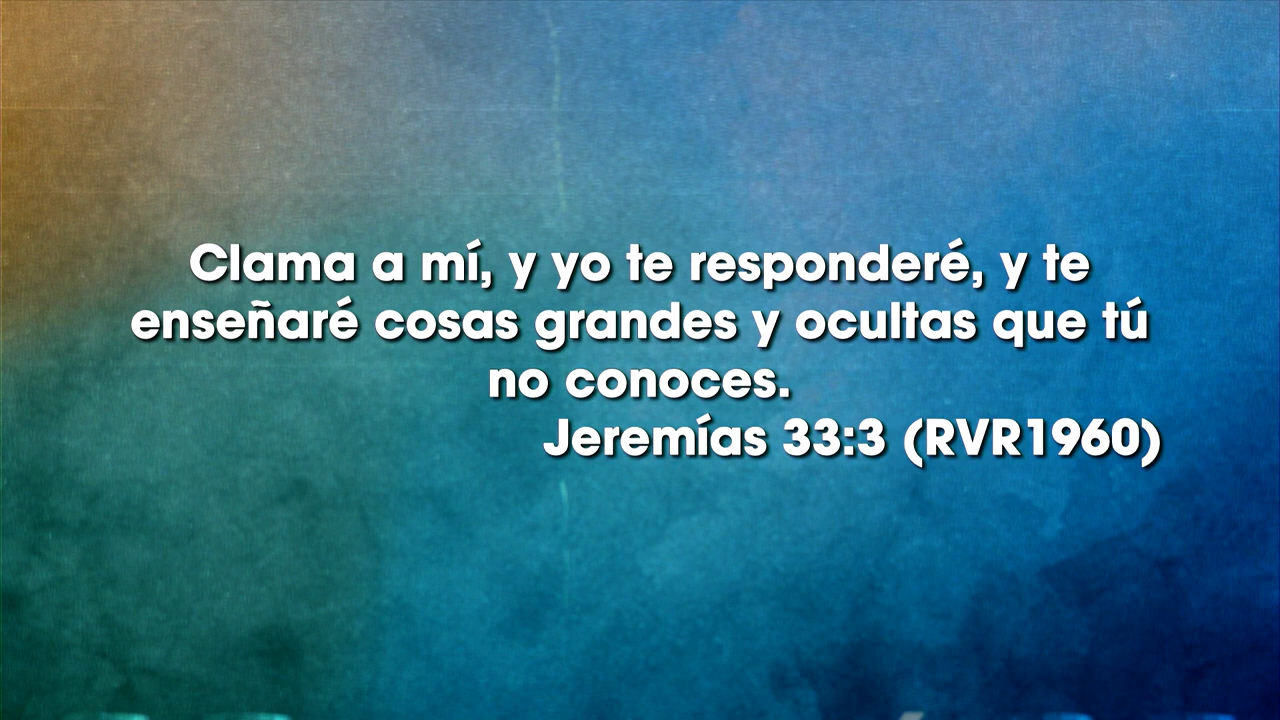 Clama a mí, y yo te responderé, y te
enseñaré cosas grandes y ocultas que tú
no conoces.
Jeremías 33:3 (RVR1960)